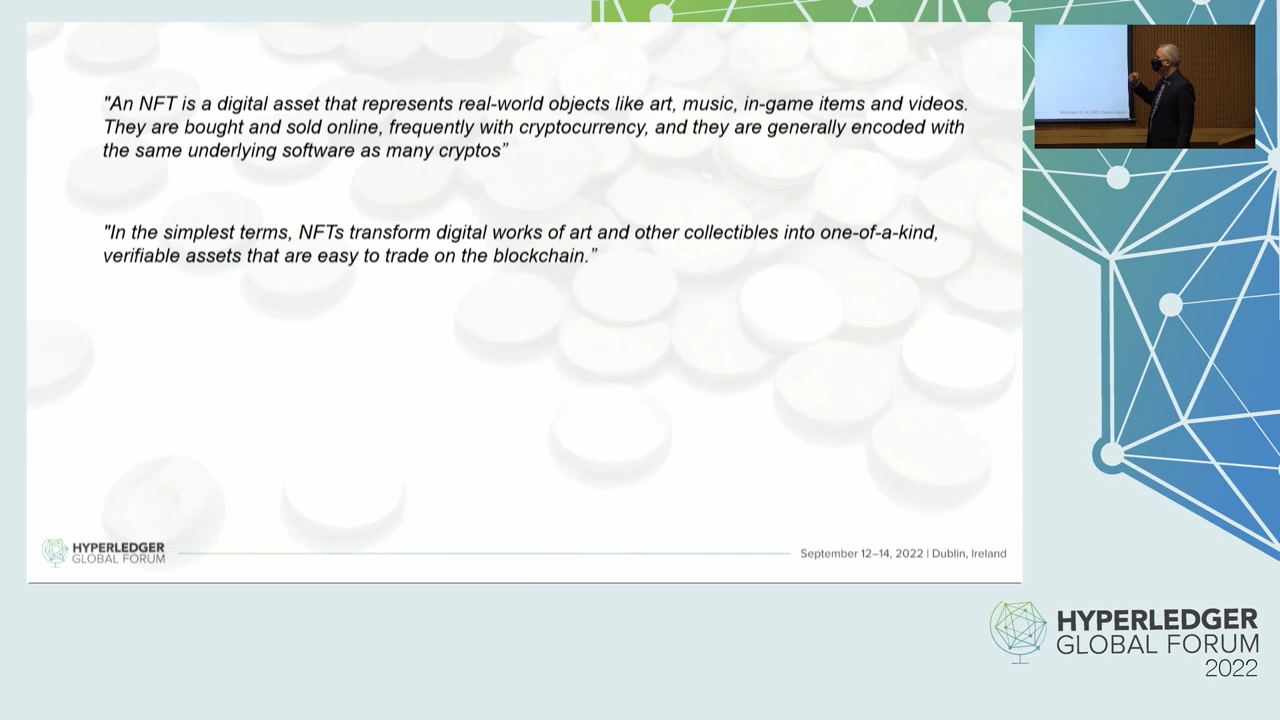 "An NFT is a digital asset that represents real-world objects like art, music, in-game items and videos.
They are bought and sold online, frequently with cryptocurrency, and they are generally encoded with
the same underlying software as many cryptos”
"In the simplest terms, NFTs transform digital works of art and other collectibles into one-of-a-kind,
verifiable assets that are easy to trade on the blockchain.”
HYPERLEDGER
GLOBAL FORUM
September 12–14, 2022 | Dublin, Ireland
HYPERLEDGER
GLOBAL FORUM
2022